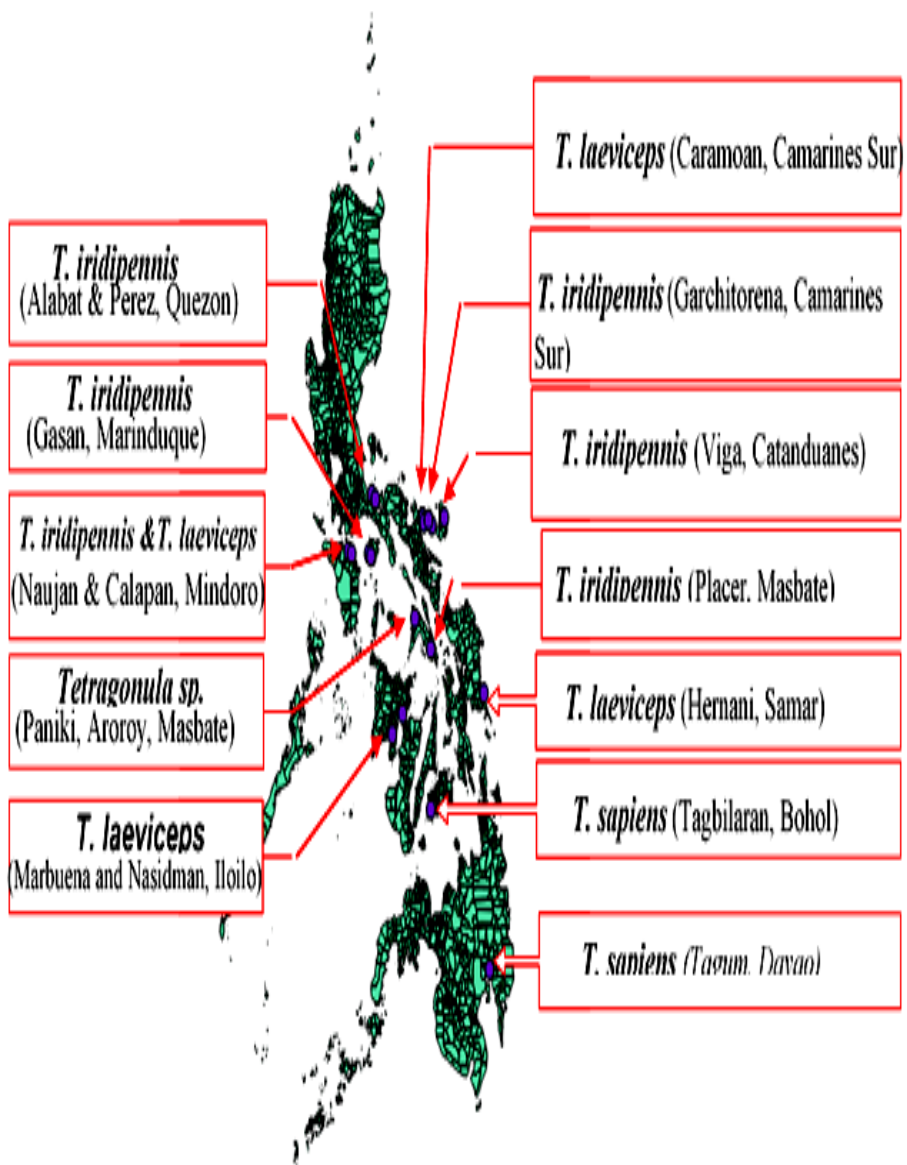 T. iridipennis
(Alabat & Perez, Quezon)
T. iridipennis
(Gasan, Marinduque)
T. iridipennis & T. laeviceps
(Naujan & Calapan, Mindoro)
Tetragonula sp.
(Paniki, Aroroy, Masbate)
T. laeviceps
(Marbuena and Nasidman, Iloilo)
T. laeviceps (Caramoan, Camarines Sur)
T. iridipennis (Garchitorena, Camarines
Sur)
T. iridipennis (Viga, Catanduanes)
T. iridipennis (Placer, Masbate)
T. laeviceps (Hernani, Samar)
T. sapiens (Tagbilaran, Bohol)
T. sapiens (Tagum, Davao)